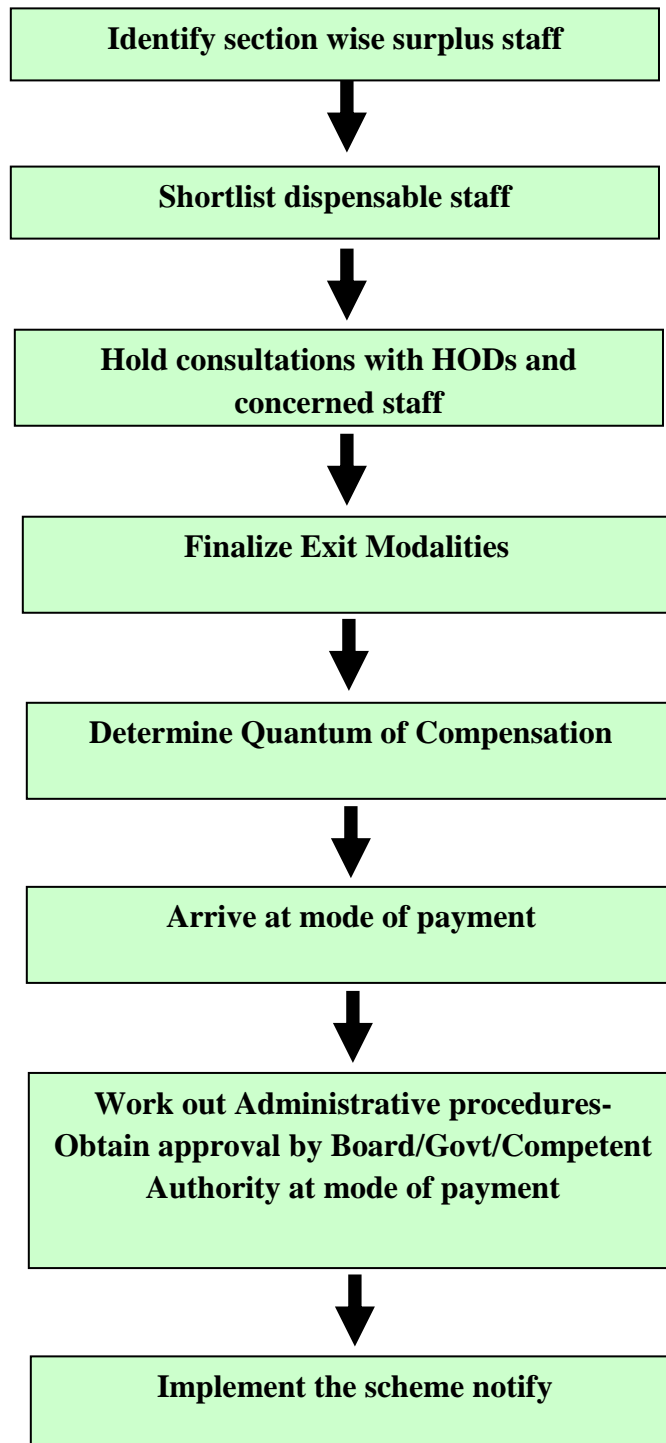 Identify section wise surplus staff
Shortlist dispensable staff
Hold consultations with HODs and
concerned staff
Finalize Exit Modalities
Determine Quantum of Compensation
Arrive at mode of payment
Work out Administrative procedures-
Obtain approval by Board/Govt/Competent
Authority at mode of payment
Implement the scheme notify